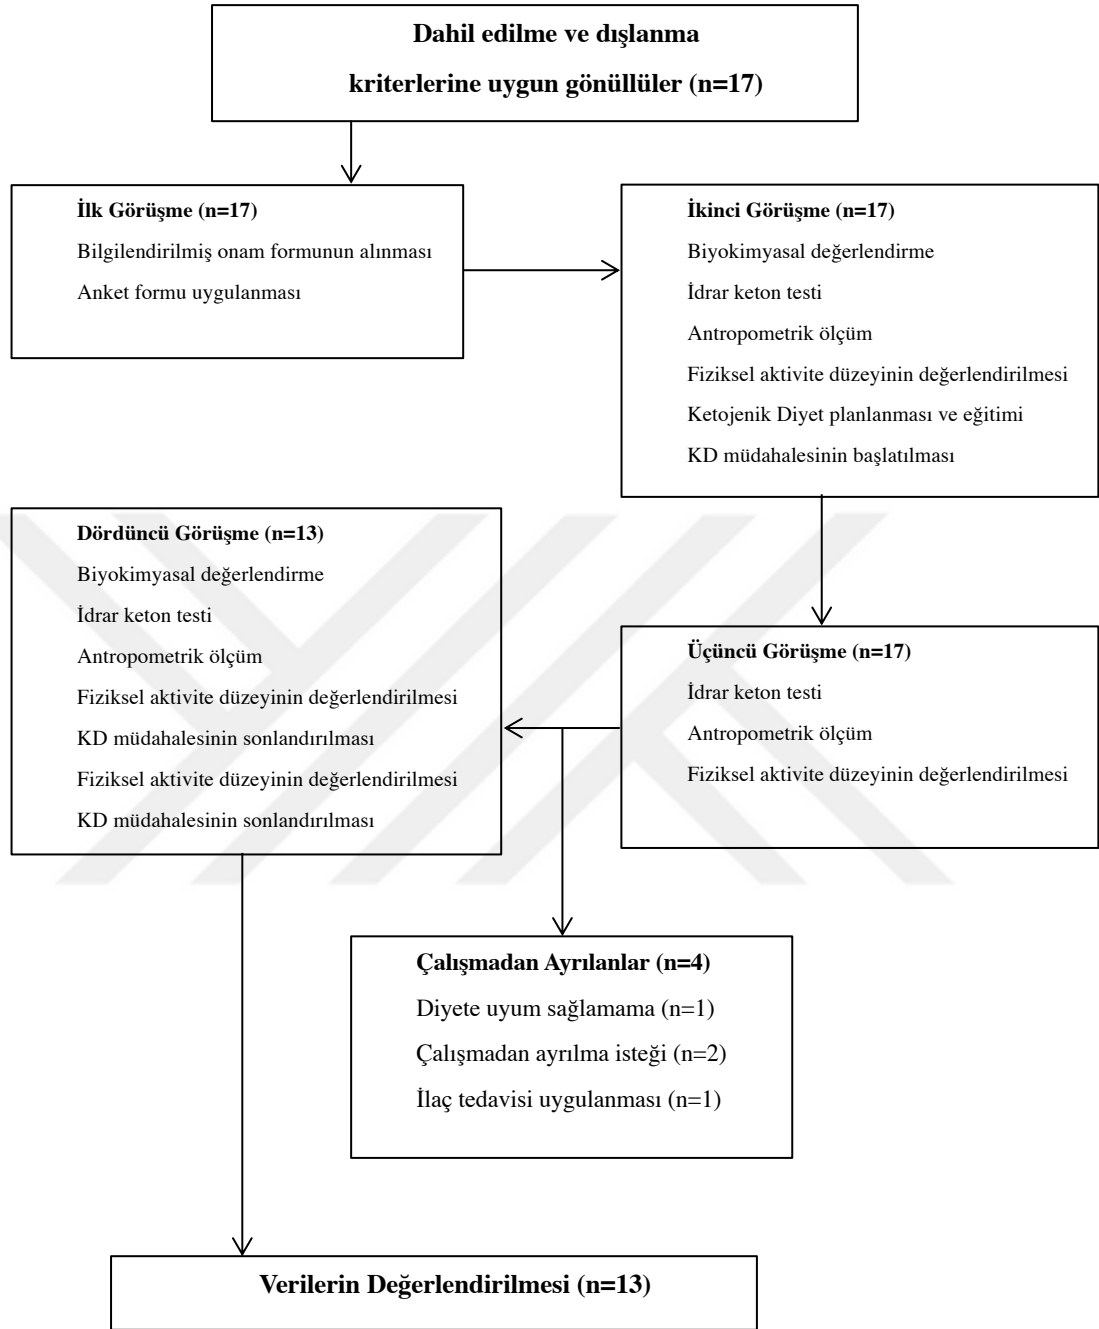 Dahil edilme ve dışlanma
kriterlerine uygun gönüllüler (n=17)
İlk Görüşme (n=17)
Bilgilendirilmiş onam formunun alınması
Anket formu uygulanması
İkinci Görüşme (n=17)
Biyokimyasal değerlendirme
İdrar keton testi
Antropometrik ölçüm
Fiziksel aktivite düzeyinin değerlendirilmesi
Ketojenik Diyet planlanması ve eğitimi
KD müdahalesinin başlatılması
Üçüncü Görüşme (n=17)
İdrar keton testi
Antropometrik ölçüm
Fiziksel aktivite düzeyinin değerlendirilmesi
Dördüncü Görüşme (n=13)
Biyokimyasal değerlendirme
İdrar keton testi
Antropometrik ölçüm
Fiziksel aktivite düzeyinin değerlendirilmesi
KD müdahalesinin sonlandırılması
Fiziksel aktivite düzeyinin değerlendirilmesi
KD müdahalesinin sonlandırılması
Çalışmadan Ayrılanlar (n=4)
Diyete uyum sağlamama (n=1)
Çalışmadan ayrılma isteği (n=2)
İlaç tedavisi uygulanması (n=1)
Verilerin Değerlendirilmesi (n=13)